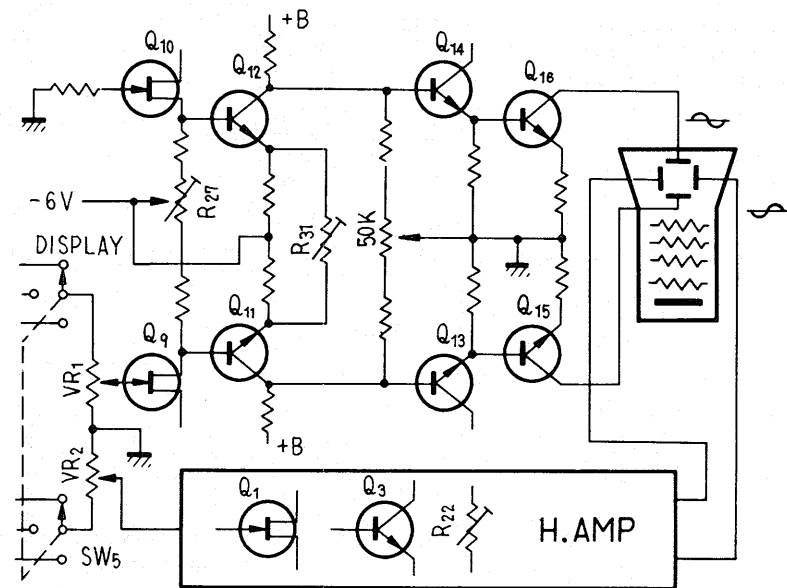 Q10
+B
Q12
Q14
Q16
-6V
R27
DISPLAY
R31
50K
Q11
Q9
Q13
Q15
VR1
+B
VR2
Q1
Q3
R22
H.AMP
SW5